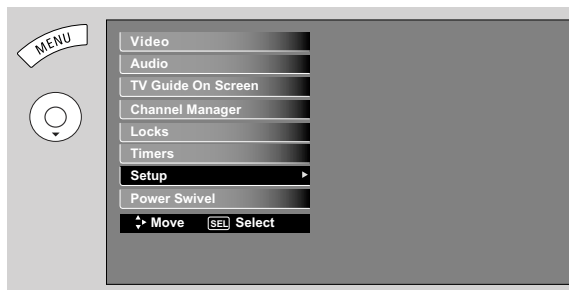 MENU
Video
Audio
TV Guide On Screen
Channel Manager
Locks
Timers
Setup
Power Swivel
Move SEL Select